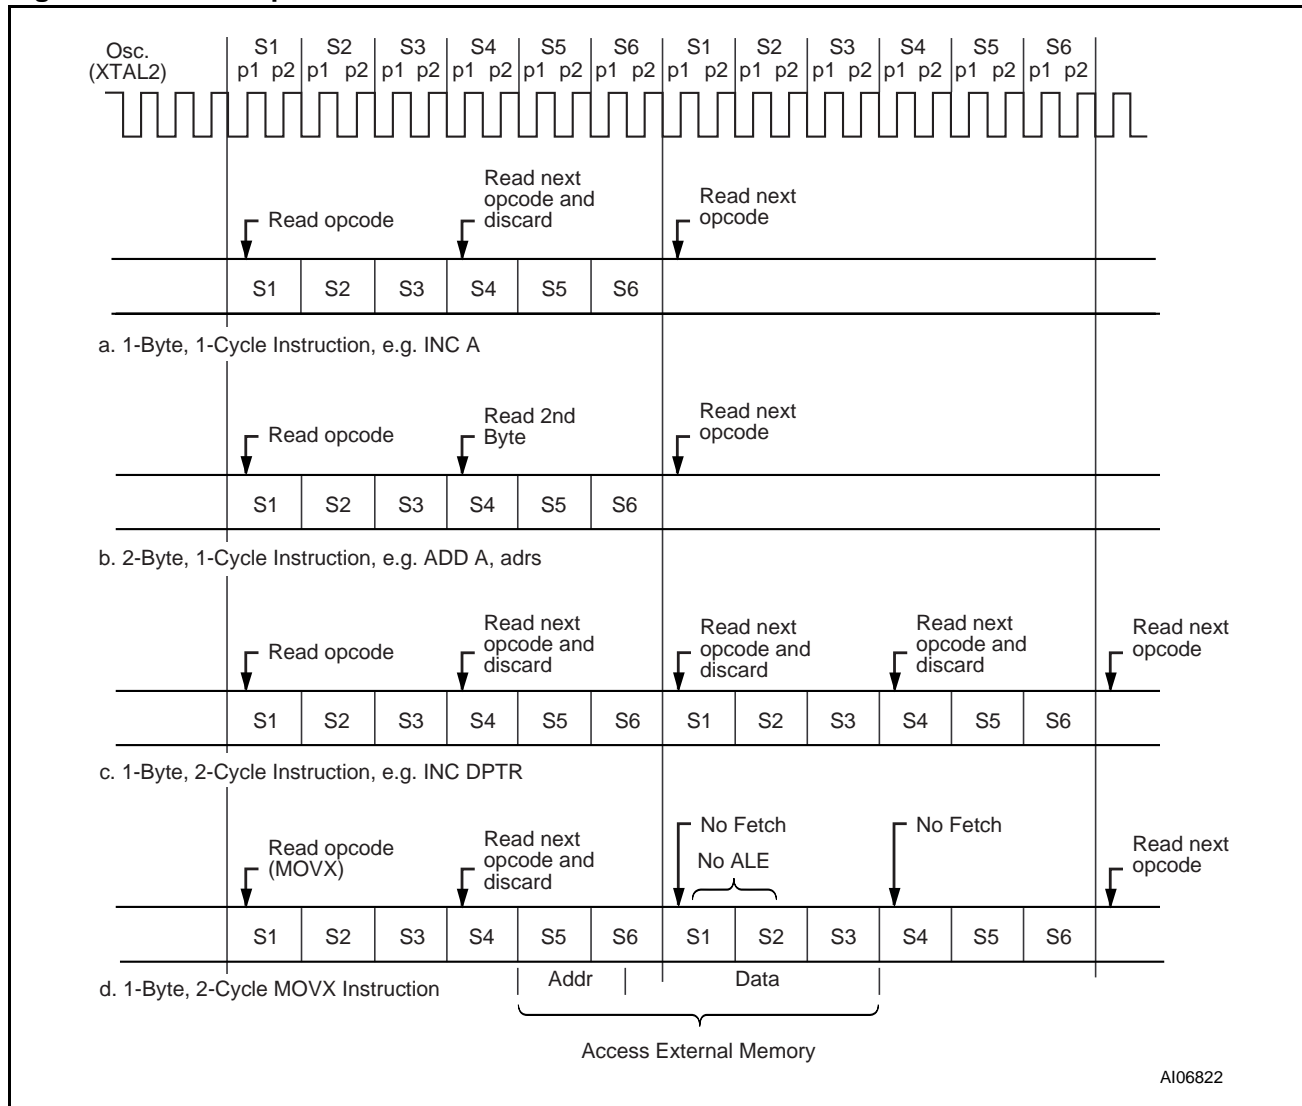 Osc.
(XTAL2)
S1 S2 S3 S4 S5 S6 S1 S2 S3 S4 S5 S6
p1 p2 p1 p2 p1 p2 p1 p2 p1 p2 p1 p2 p1 p2 p1 p2 p1 p2 p1 p2 p1 p2 p1 p2
Read opcode
Read next
opcode and
discard
Read next
opcode
S1 S2 S3 S4 S5 S6
a. 1-Byte, 1-Cycle Instruction, e.g. INC A
Read opcode
Read 2nd
Byte
Read next
opcode
S1 S2 S3 S4 S5 S6
b. 2-Byte, 1-Cycle Instruction, e.g. ADD A, adrs
Read opcode
Read next
opcode and
discard
Read next
opcode and
discard
Read next
opcode and
discard
Read next
opcode
S1 S2 S3 S4 S5 S6 S1 S2 S3 S4 S5 S6
c. 1-Byte, 2-Cycle Instruction, e.g. INC DPTR
Read opcode
(MOVX)
Read next
opcode and
discard
No Fetch
No ALE
No Fetch
Read next
opcode
S1 S2 S3 S4 S5 S6 S1 S2 S3 S4 S5 S6
d. 1-Byte, 2-Cycle MOVX Instruction
Addr
Data
Access External Memory
AI06822